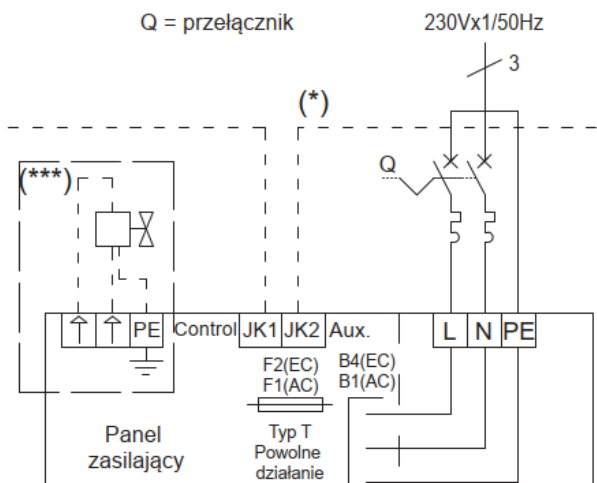 Q = przełącznik
230Vx1/50Hz
3
(*)
(***)
Q
PE Control JK1 JK2 Aux. L N PE
F2(EC)
F1(AC)
B4(EC)
B1(AC)
Panel
zasilający
Typ T
Powolne
działanie